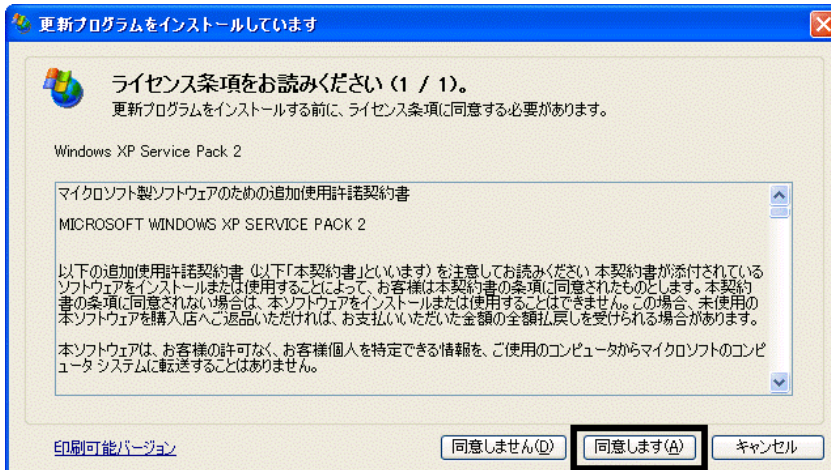 更新プログラムをインストールしています
ライセンス条項をお読みください (1 / 1)。
更新プログラムをインストールする前に、ライセンス条項に同意する必要があります。
Windows XP Service Pack 2
マイクロソフト製ソフトウェアのための追加使用許諾契約書
MICROSOFT WINDOWS XP SERVICE PACK 2
以下の追加使用許諾契約書 (以下「本契約書」といいます) を注意してお読みください 本契約書が添付されている
ソフトウェアをインストールまたは使用することによって、お客様は本契約書の条項に同意されたものとします。本契約
書の条項に同意されない場合は、本ソフトウェアをインストールまたは使用することはできません。この場合、未使用の
本ソフトウェアを購入店へご返品いただければ、お支払いいただいた金額の全額払戻しを受けられる場合があります。
本ソフトウェアは、お客様の許可なく、お客様個人を特定できる情報を、ご使用のコンピュータからマイクロソフトのコンピ
ュータ システムに転送することはありません。
印刷可能バージョン
同意しません(D)
同意します(A)
キャンセル